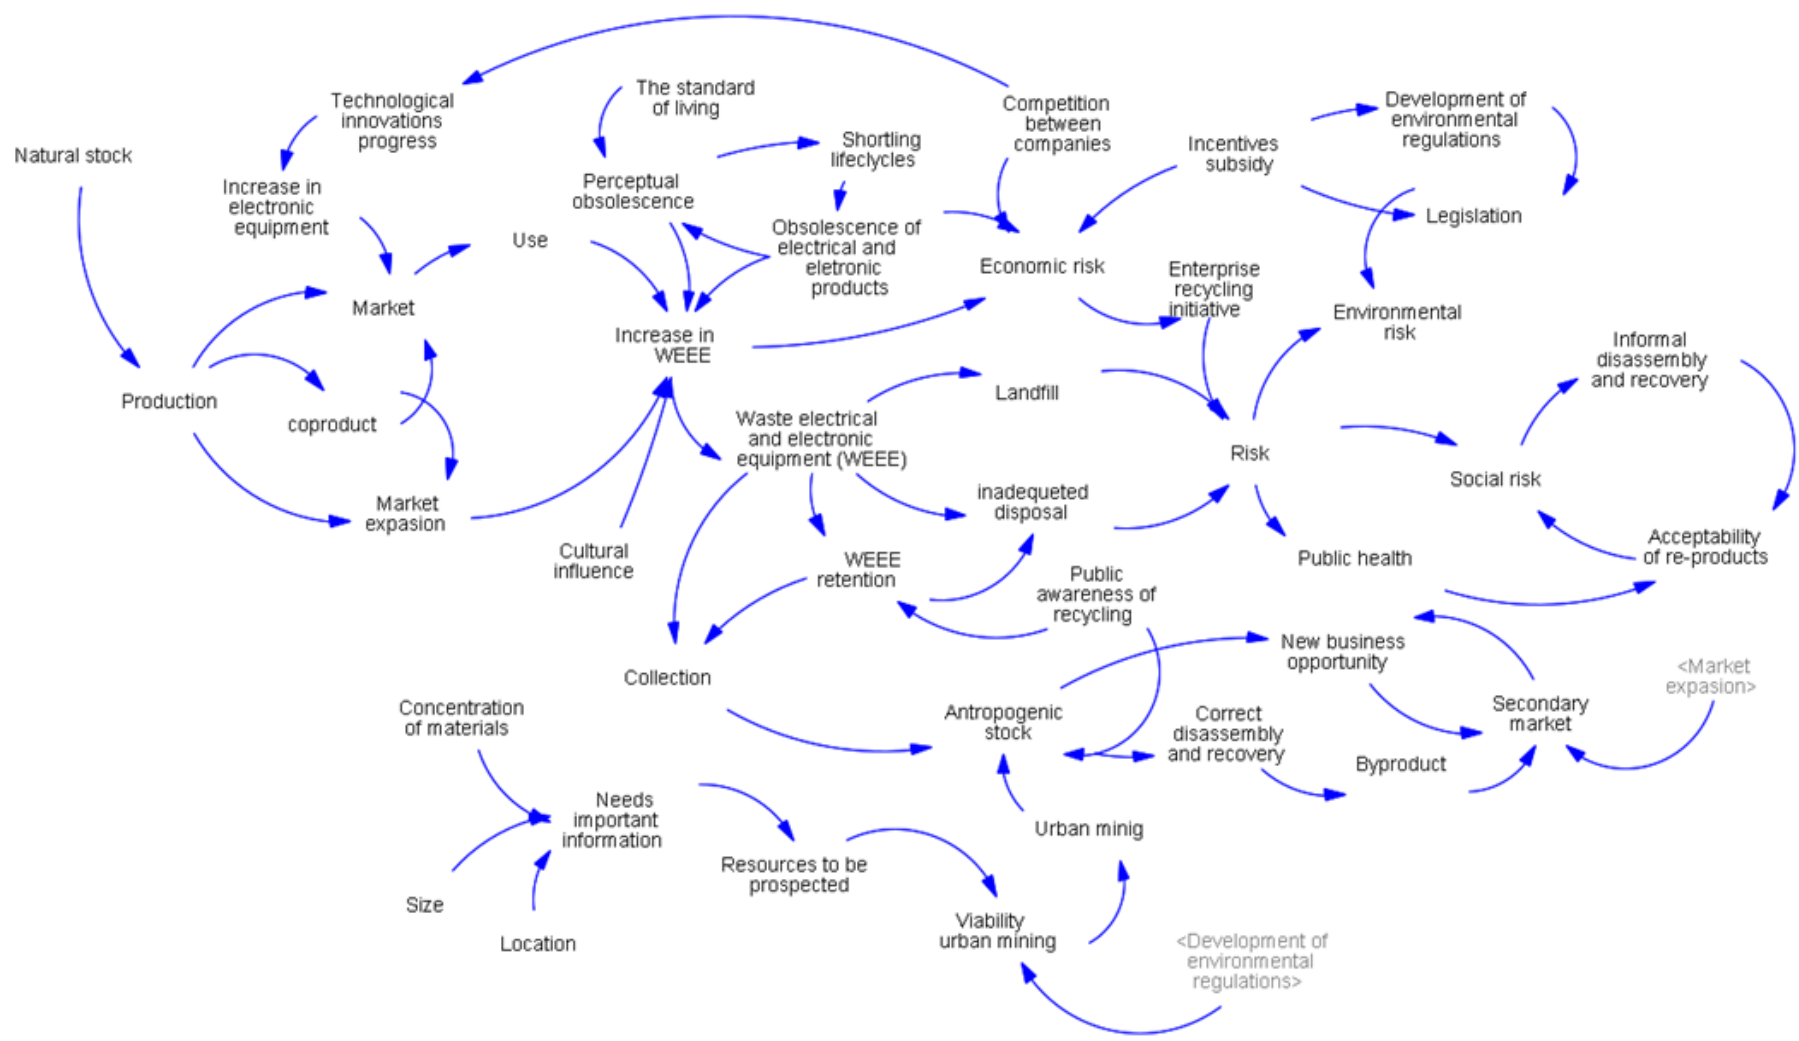 The standard
of living
Technological
innovations
progress
Competition
between
companies
Development of
environmental
regulations
Natural stock
Shortling
lifeclycles
Incentives
subsidy
Increase in
electronic
equipment
Perceptual
obsolescence
Legislation
Use
Obsolescence of
electrical and
eletronic
products
Economic risk
Enterprise
recycling
initiative
Market
Environmental
risk
Increase in
WEEE
Informal
disassembly
and recovery
Production
Landfill
coproduct
Waste electrical
and electronic
equipment (WEEE)
Risk
Social risk
Market
expasion
inadequeted
disposal
Cultural
influence
WEEE
retention
Public health
Acceptability
of re-products
Public
awareness of
recycling
New business
opportunity
Collection
<Market
expasion>
Concentration
of materials
Antropogenic
stock
Correct
disassembly
and recovery
Secondary
market
Byproduct
Needs
important
information
Urban minig
Resources to be
prospected
Size
Location
Viability
urban mining
<Development of
environmental
regulations>